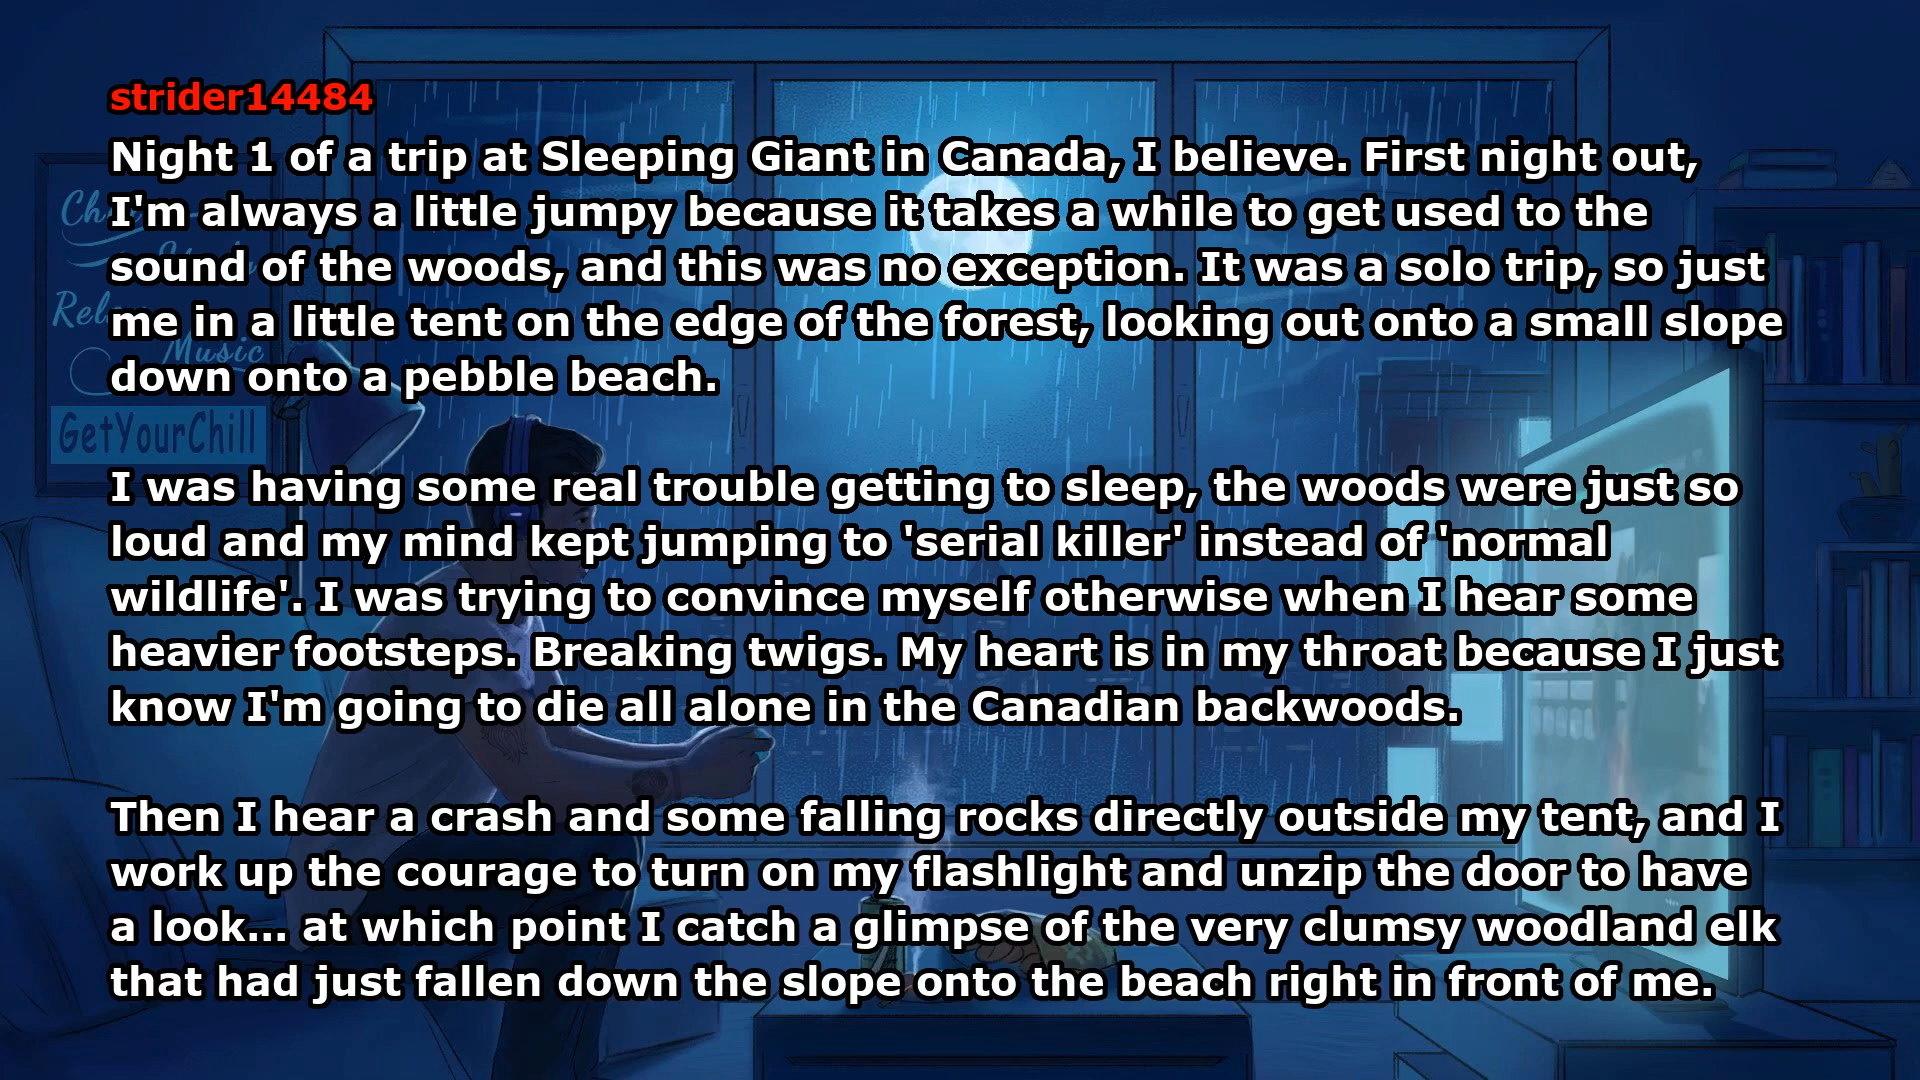 strider14484
Night 1 of a trip at Sleeping Giant in Canada, I believe. First night out,
I'm always a little jumpy because it takes a while to get used to the
sound of the woods, and this was no exception. It was a solo trip, so just
me in a little tent on the edge of the forest, looking out onto a small slope
down onto a pebble beach.
Music
GetYourChill
I was having some real trouble getting to sleep, the woods were just so
loud and my mind kept jumping to 'serial killer' instead of 'normal
wildlife'. I was trying to convince myself otherwise when I hear some
heavier footsteps. Breaking twigs. My heart is in my throat because I just
know I'm going to die all alone in the Canadian backwoods.
Then I hear a crash and some falling rocks directly outside my tent, and I
work up the courage to turn on my flashlight and unzip the door to have
a look... at which point I catch a glimpse of the very clumsy woodland elk
that had just fallen down the slope onto the beach right in front of me.